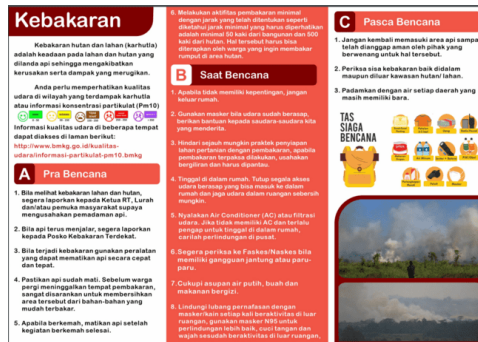 Kebakaran
Kebakaran hutan dan lahan (karhutla)
adalah keadaan pada lahan dan hutan yang
dilanda api sehingga mengakibatkan
kerusakan serta dampak yang merugikan.
Anda perlu memperhatikan kualitas
udara di wilayah yang terdampak karhutla
atau informasi konsentrasi partikulat (Pm10)
Informasi kualitas udara di beberapa tempat
dapat diakses di laman berikut:
http://www.bmkg.go.id/kualitas-
udara/informasi-partikulat-pm10.bmkg
A Pra Bencana
1. Bila melihat kebakaran lahan dan hutan,
segera laporkan kepada Ketua RT, Lurah
dan/atau pemuka masyarakat supaya
mengusahakan pemadaman api.
2. Bila api terus menjalar, segera laporkan
kepada Posko Kebakaran Terdekat.
3. Bila terjadi kebakaran gunakan peralatan
yang dapat mematikan api secara cepat
dan tepat.
4. Pastikan api sudah mati. Sebelum warga
pergi meninggalkan tempat pembakaran,
sangat disarankan untuk membersihkan
area tersebut dari bahan-bahan yang
mudah terbakar.
5. Apabila berkemah, matikan api setelah
kegiatan berkemah selesai.
6. Melakukan aktifitas pembakaran minimal
dengan jarak yang telah ditentukan seperti
diketahui jarak minimal yang harus diperhatikan
adalah minimal 50 kaki dari bangunan dan 500
kaki dari hutan. Hal tersebut harus bisa
diterapkan oleh warga yang ingin membakar
rumput di area hutan.
B Saat Bencana
1. Apabila tidak memiliki kepentingan, jangan
keluar rumah.
2. Gunakan masker bila udara sudah berasap,
berikan bantuan kepada saudara-saudara kita
yang menderita.
3. Hindari sejauh mungkin praktek penyiapan
lahan pertanian dengan pembakaran, apabila
pembakaran terpaksa dilakukan, usahakan
bergiliran dan harus dipantau.
4. Tinggal di dalam rumah. Tutup segala akses
udara berasap yang bisa masuk ke dalam
rumah dan jaga udara dalam ruangan sebersih
mungkin.
5. Nyalakan Air Conditioner (AC) atau filtrasi
udara. Jika tidak memiliki AC dan terlalu
pengap untuk tinggal di dalam rumah,
carilah perlindungan di pusat.
6.Segera periksa ke Faskes/Naskes bila
memiliki gangguan jantung atau paru-
paru.
7.Cukupi asupan air putih, buah dan
makanan bergizi.
8. Lindungi lubang pernafasan dengan
masker/kain setiap kali beraktivitas di luar
ruangan, gunakan masker N95 untuk
perlindungan lebih baik, cuci tangan dan
wajah sesudah beraktivitas di luar ruangan,
C Pasca Bencana
1. Jangan kembali memasuki area api sampai
telah dianggap aman oleh pihak yang
berwenang untuk hal tersebut.
2. Periksa sisa kebakaran baik didalam
maupun diluar kawasan hutan/ lahan.
3. Padamkan dengan air setiap daerah yang
masih memiliki bara.
TAS
SIAGA
BENCANA